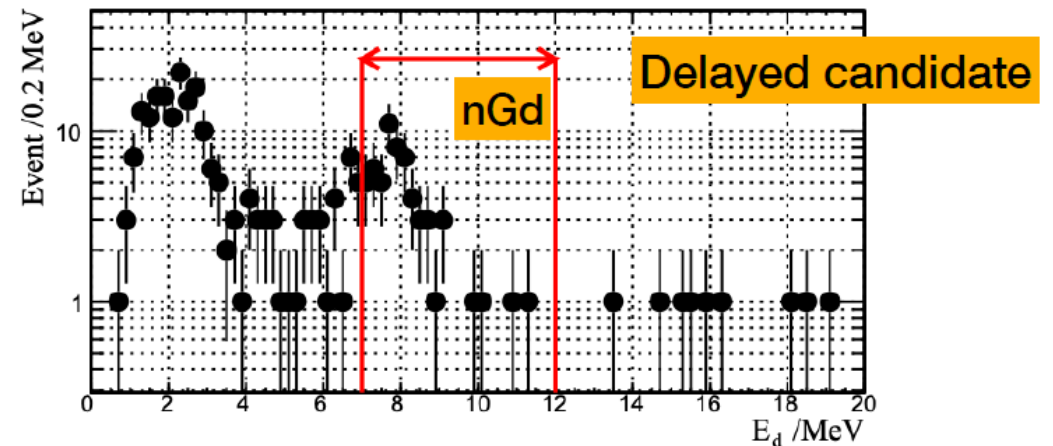 Event /0.2 MeV
10
1
Delayed candidate
nGd
0 2 4 6 8 10 12 14 16 18 20
E_d /MeV